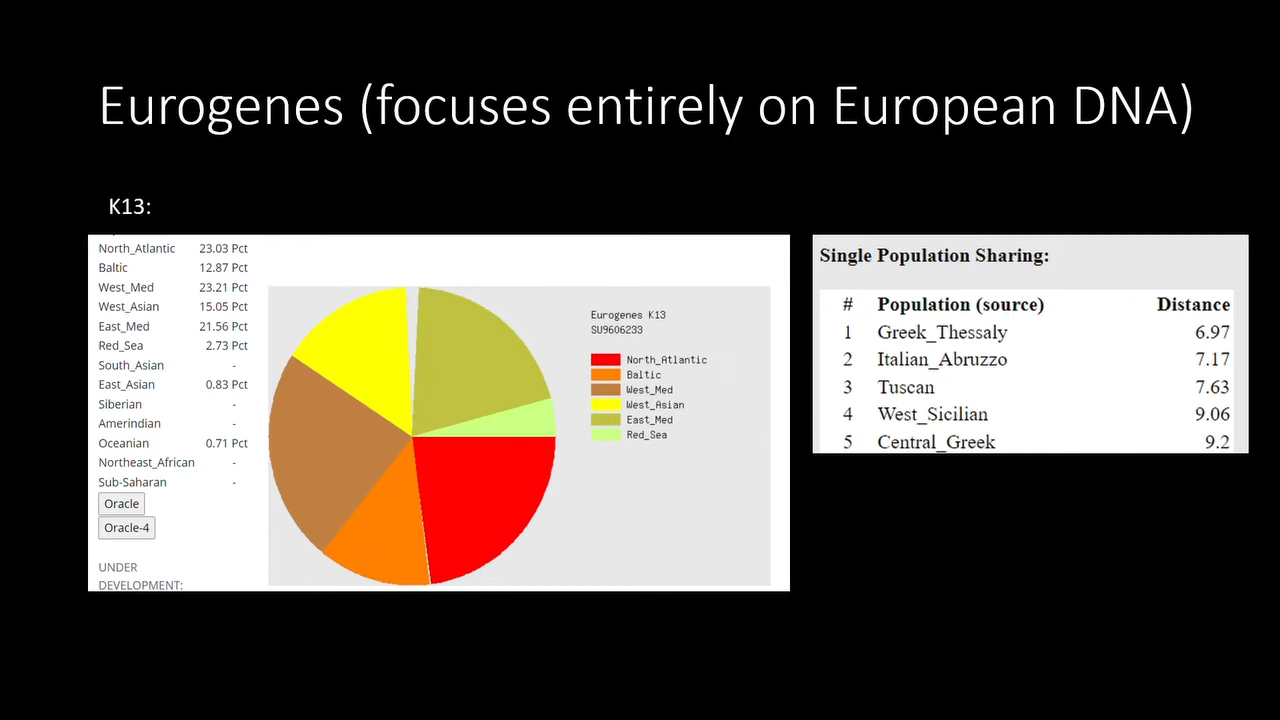 Eurogenes (focuses entirely on European DNA)
K13:
North_Atlantic 23.03 Pct
Baltic 12.87 Pct
West_Med 23.21 Pct
West_Asian 15.05 Pct
East_Med 21.56 Pct
Red_Sea 2.73 Pct
South_Asian -
East_Asian 0.83 Pct
Siberian -
Amerindian -
Oceanian 0.71 Pct
Northeast_African -
Sub-Saharan -
Oracle
Oracle-4
UNDER
DEVELOPMENT:
Eurogenes K13
SU9606233
North_Atlantic
Baltic
West_Med
West_Asian
East_Med
Red_Sea
Single Population Sharing:
# Population (source) Distance
1 Greek_Thessaly 6.97
2 Italian_Abruzzo 7.17
3 Tuscan 7.63
4 West_Sicilian 9.06
5 Central_Greek 9.2